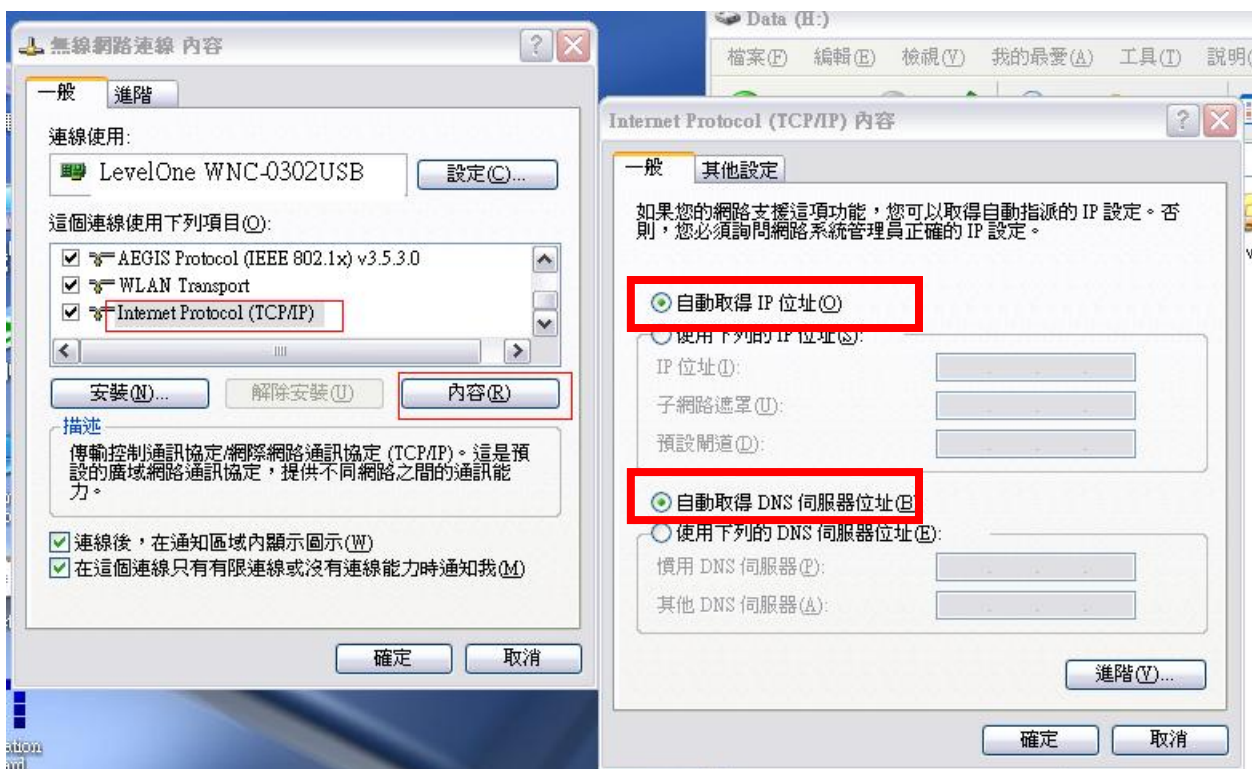 無線網路連線 內容
一般
進階
連線使用:
LevelOne WNC-0302USB
設定(C)...
這個連線使用下列項目(O):
AEGIS Protocol (IEEE 802.1x) v3.5.3.0
WLAN Transport
Internet Protocol (TCP/IP)
安裝(N)...
解除安裝(U)
內容(R)
描述
傳輸控制通訊協定/網際網路通訊協定 (TCP/IP)。這是預
設的廣域網路通訊協定，提供不同網路之間的通訊能
力。
連線後，在通知區域內顯示圖示(W)
在這個連線只有有限連線或沒有連線能力時通知我(M)
確定
取消
Data (H:)
檔案(F)
編輯(E)
檢視(V)
我的最愛(A)
工具(T)
說明(
Internet Protocol (TCP/IP) 內容
一般
其他設定
如果您的網路支援這項功能，您可以取得自動指派的 IP 設定。否
則，您必須詢問網路系統管理員正確的 IP 設定。
自動取得 IP 位址(O)
使用下列的 IP 位址(S):
IP 位址(I):
子網路遮罩(U):
預設閘道(D):
自動取得 DNS 伺服器位址(B
使用下列的 DNS 伺服器位址(E):
慣用 DNS 伺服器(P):
其他 DNS 伺服器(A):
進階(V)...
確定
取消